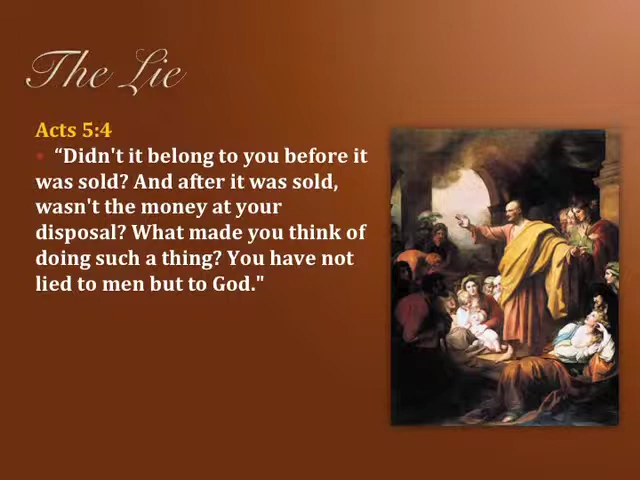 The Lie
Acts 5:4
• “Didn't it belong to you before it
was sold? And after it was sold,
wasn't the money at your
disposal? What made you think of
doing such a thing? You have not
lied to men but to God."